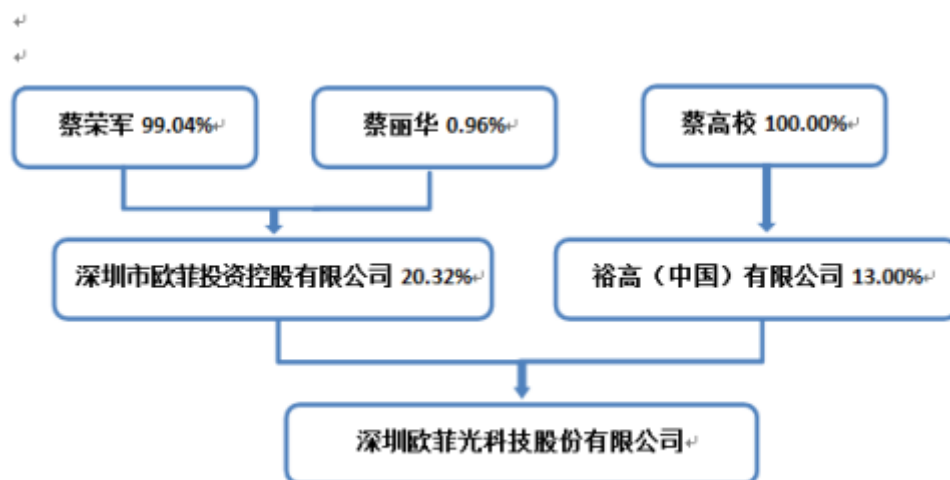 蔡荣军 99.04%
蔡丽华 0.96%
蔡高校 100.00%
深圳市欧菲投资控股有限公司 20.32%
裕高（中国）有限公司 13.00%
深圳欧菲光科技股份有限公司